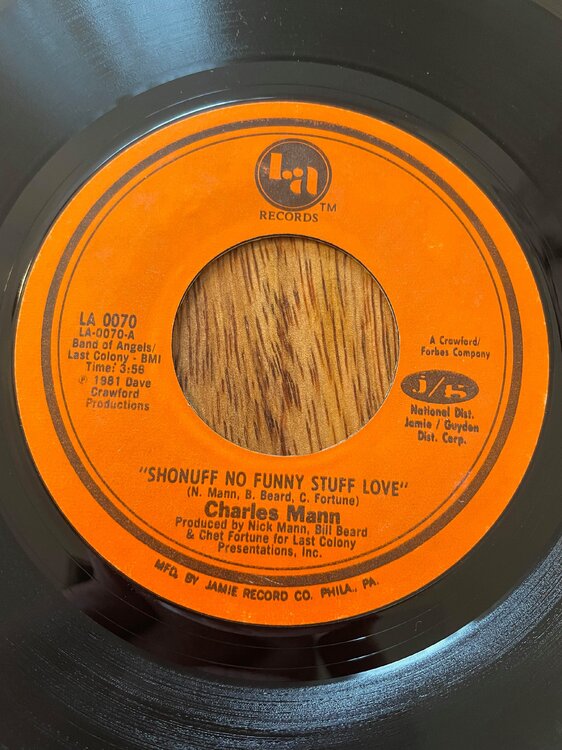 La TM
RECORDS
LA 0070
LA-0070-A
Band of Angels/
Last Colony - BMI
Time: 3:56
℗ 1981 Dave
Crawford
Productions
A Crawford/
Forbes Company
j/g
National Dist.
Jamie / Guyden
Dist. Corp.
"SHONUFF NO FUNNY STUFF LOVE"
(N. Mann, B. Beard, C. Fortune)
Charles Mann
Produced by Nick Mann, Bill Beard
& Chet Fortune for Last Colony
Presentations, Inc.
MFG. BY JAMIE RECORD CO. PHILA., PA.